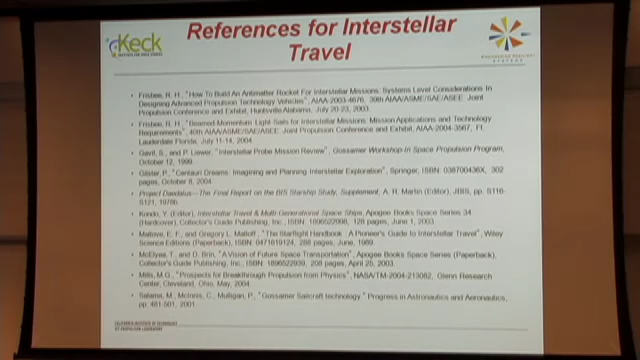 Keck
References for Interstellar
Travel
• Frisbee, R. H., "How To Build An Antimatter Rocket For Interstellar Missions: Systems Level Considerations In
Designing Advanced Propulsion Technology Vehicles", AIAA-2003-4676, 39th AIAA/ASME/SAE/ASEE Joint
Propulsion Conference and Exhibit, Huntsville Alabama, July 20-23, 2003.
• Frisbee, R. H., "Beamed Momentum Light Sails for Interstellar Missions: Mission Applications and Technology
Requirements", 40th AIAA/ASME/SAE/ASEE Joint Propulsion Conference and Exhibit, AIAA-2004-3567, Ft.
Lauderdale Florida, July 11-14, 2004
and P. Liewer, "Interstellar Probe Mission Review", Gossamer Workshop-In Space Propulsion Program,
October 12, 1999.
"Centauri Dreams: Imagining and Planning Interstellar Exploration", Springer, ISBN: 038700436X, 302
pages, October 8, 2004
• Project Daedalus—The Final Report on the BIS Starship Study, Supplement, A. R. Martin (Editor), JBIS, pp. S116-
S121, 1978b.
• Kondo, Y. (Editor), Interstellar Travel & Multi-Generational Space Ships, Apogee Books Space Series 34
(Hardcover), Collector's Guide Publishing, Inc., ISBN: 128 pages, June 1, 2003.
• Mallove, E. F., and Gregory L. Matloff, "The Starflight Handbook : A Pioneer's Guide to Interstellar Travel", Wiley
Science Editions (Paperback), ISBN: 0471619124, 288 pages, June, 1989.
• McElyea, T., and D. Brin, "A Vision of Future Space Transportation", Apogee Books Space Series (Paperback),
Collector's Guide Publishing, Inc., ISBN: 1896522939, 208 pages, April 25, 2003.
• Millis, M.G., "Prospects for Breakthrough Propulsion from Physics", NASA/TM-2004-213082, Glenn Research
Center, Cleveland, Ohio, May, 2004.
• Salama, M., McInnis, C., Mulligan, P., "Gossamer Sailcraft technology" Progress in Astronautics and Aeronautics,
pp. 481-501, 2001.